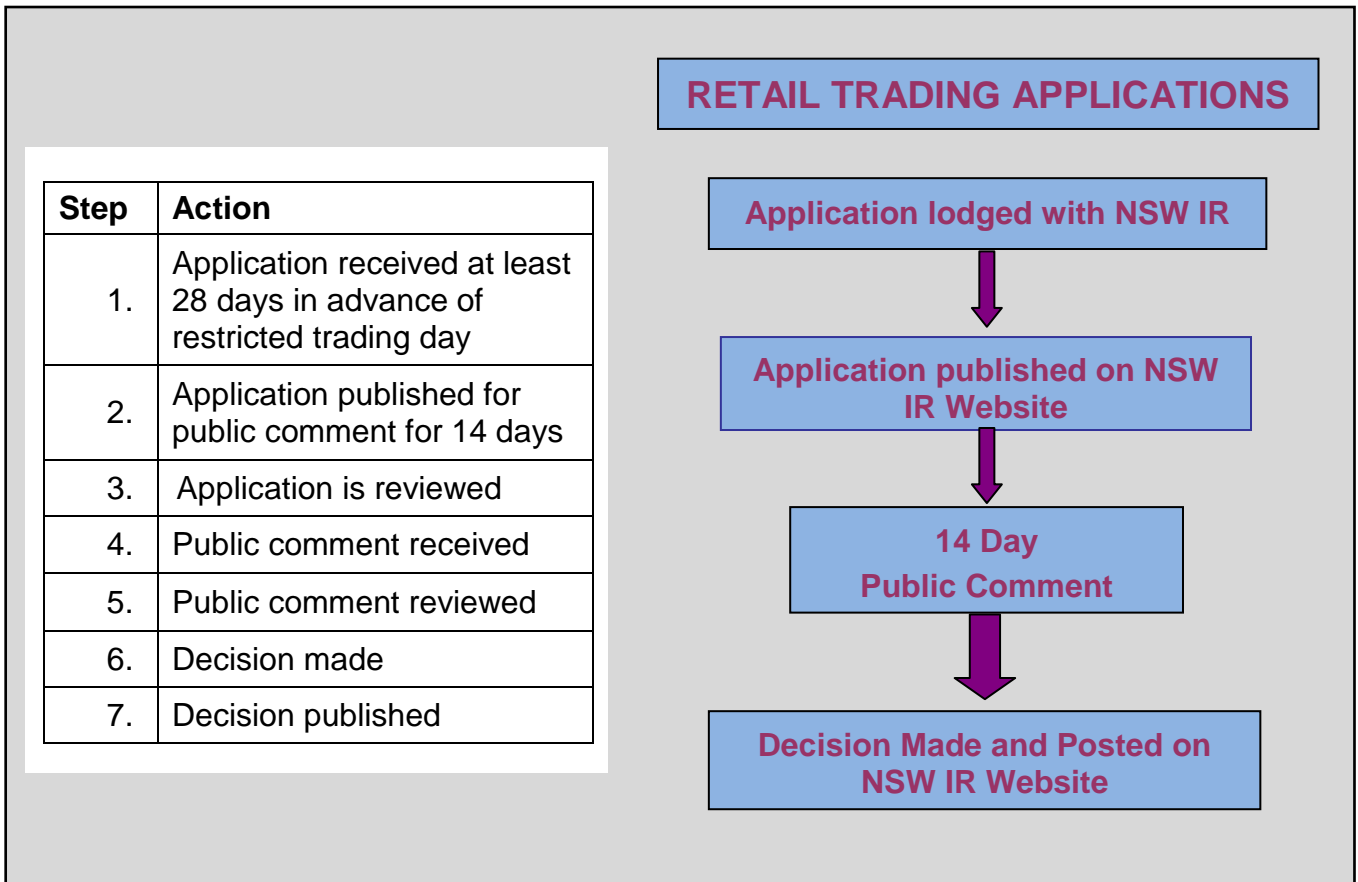 RETAIL TRADING APPLICATIONS
Step Action
1. Application received at least
28 days in advance of
restricted trading day
2. Application published for
public comment for 14 days
3. Application is reviewed
4. Public comment received
5. Public comment reviewed
6. Decision made
7. Decision published
Application lodged with NSW IR
Application published on NSW
IR Website
14 Day
Public Comment
Decision Made and Posted on
NSW IR Website